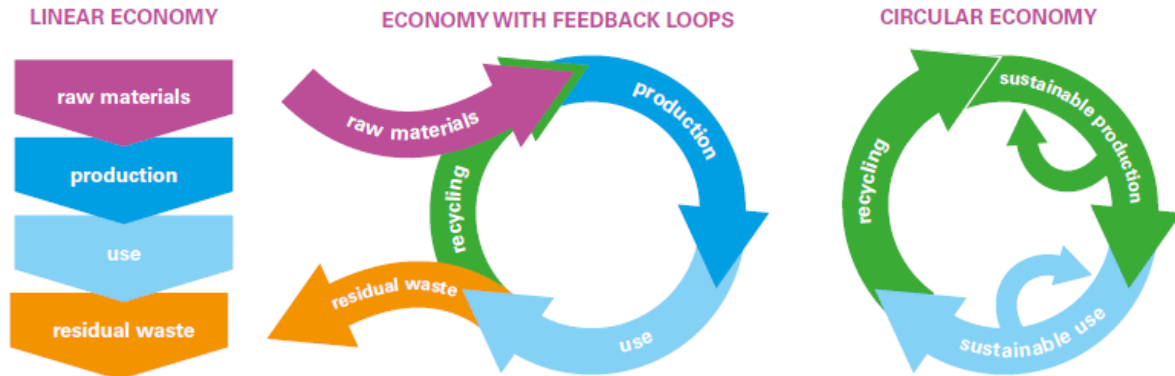 LINEAR ECONOMY
raw materials
production
use
residual waste
ECONOMY WITH FEEDBACK LOOPS
raw materials
production
recycling
residual waste
use
CIRCULAR ECONOMY
sustainable production
recycling
sustainable use